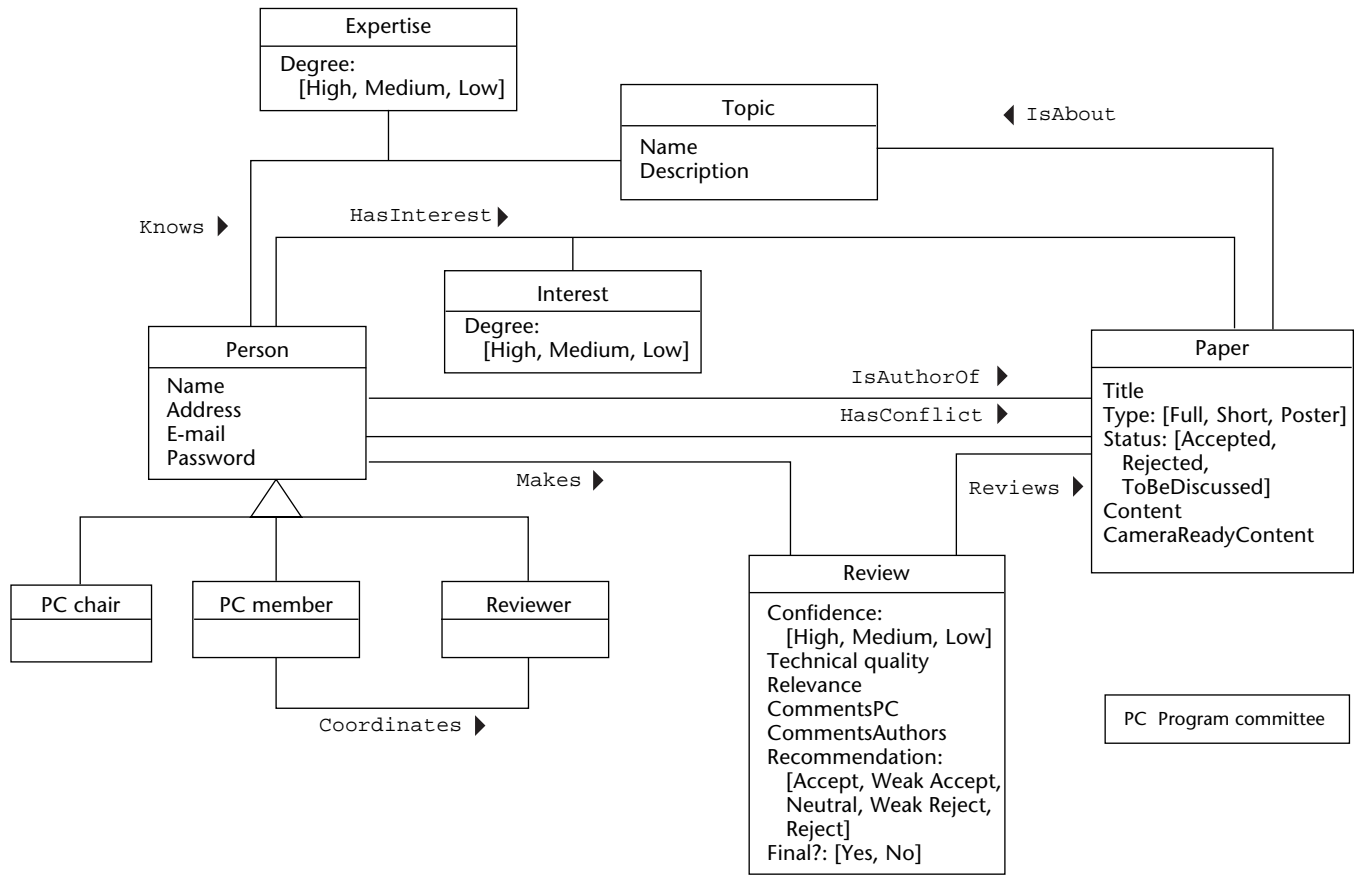 Expertise
Degree:
[High, Medium, Low]
Topic
Name
Description
IsAbout
Knows
HasInterest
Interest
Degree:
[High, Medium, Low]
Person
Name
Address
E-mail
Password
IsAuthorOf
HasConflict
Makes
Reviews
Paper
Title
Type: [Full, Short, Poster]
Status: [Accepted,
Rejected,
ToBeDiscussed]
Content
CameraReadyContent
PC chair
PC member
Reviewer
Coordinates
Review
Confidence:
[High, Medium, Low]
Technical quality
Relevance
CommentsPC
CommentsAuthors
Recommendation:
[Accept, Weak Accept,
Neutral, Weak Reject,
Reject]
Final?: [Yes, No]
PC Program committee